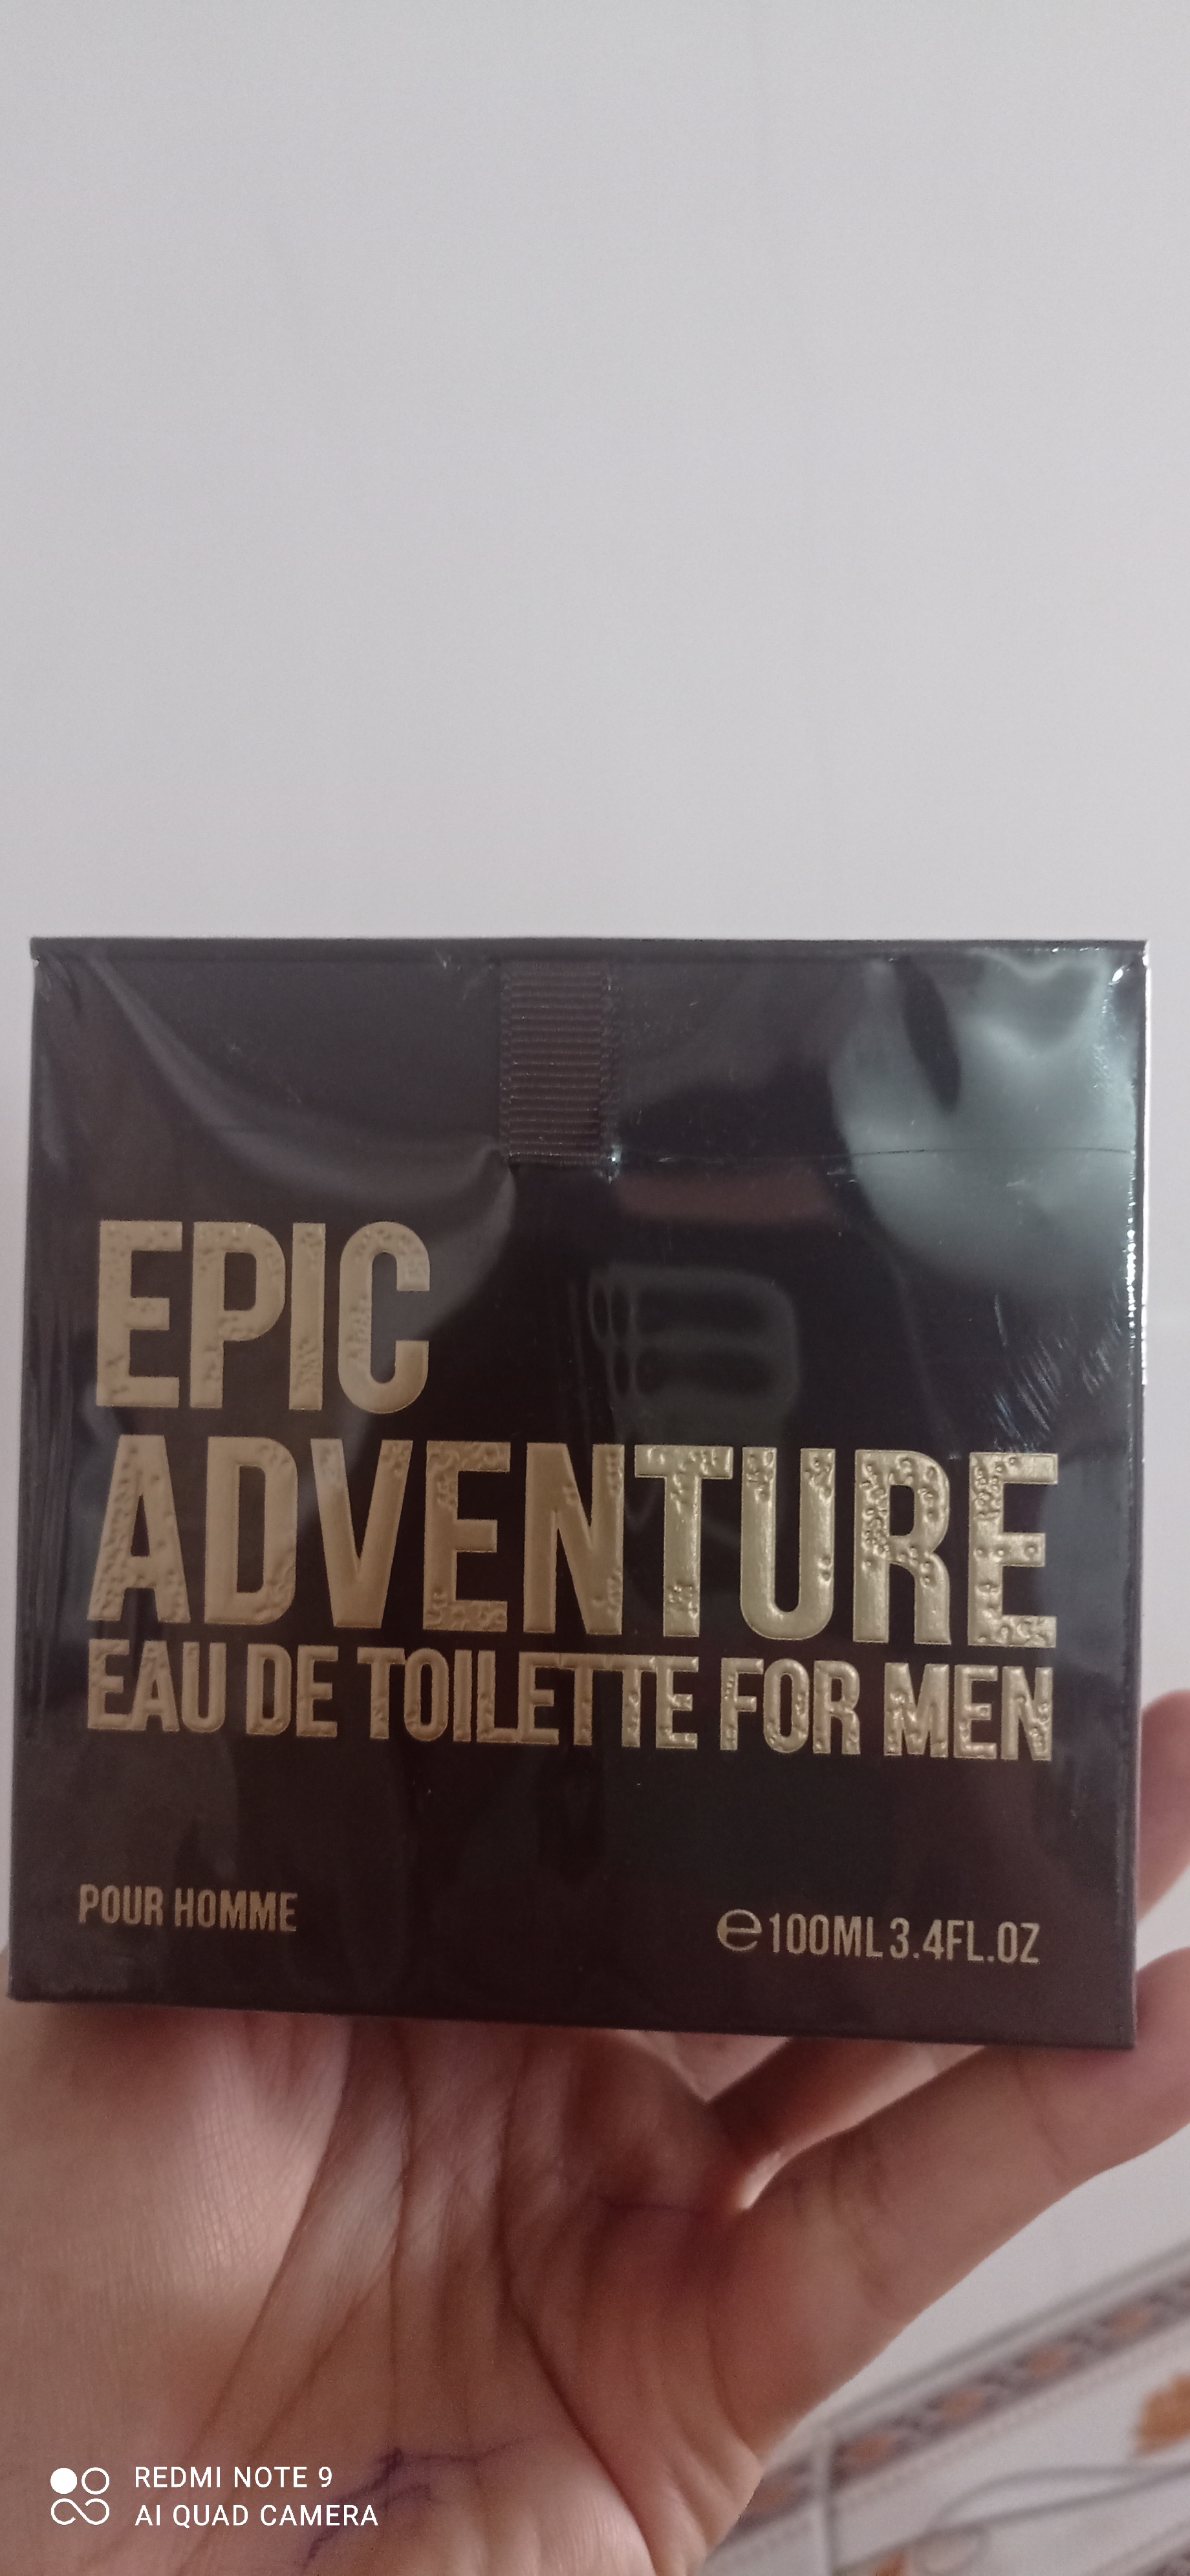 EPIC
ADVENTURE
EAU DE TOILETTE FOR MEN
POUR HOMME
℮100ML 3.4FL.OZ
REDMI NOTE 9
AI QUAD CAMERA